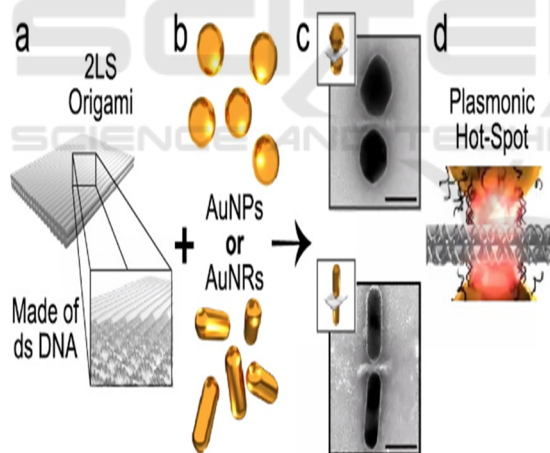 a
b
c
d
2LS
Origami
Made of
ds DNA
+
AuNPs
or
AuNRs
Plasmonic
Hot-Spot